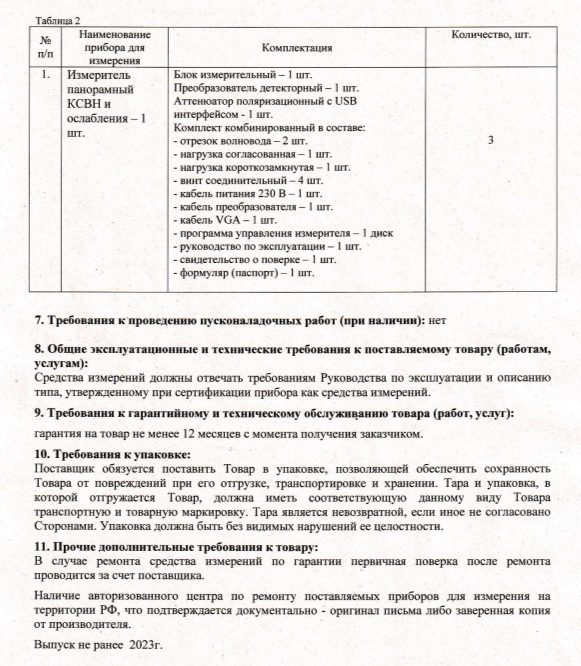 Таблица 2
№ п/п
Наименование прибора для измерения
Комплектация
Количество, шт.
1.
Измеритель
панорамный
КСВН и
ослабления – 1
шт.
Блок измерительный – 1 шт.
Преобразователь детекторный – 1 шт.
Аттенюатор поляризационный с USB
интерфейсом - 1 шт.
Комплект комбинированный в составе:
- отрезок волновода – 2 шт.
- нагрузка согласованная – 1 шт.
- нагрузка короткозамкнутая – 1 шт.
- винт соединительный – 4 шт.
- кабель питания 230 В – 1 шт.
- кабель преобразователя – 1 шт.
- кабель VGA – 1 шт.
- программа управления измерителя – 1 диск
- руководство по эксплуатации – 1 шт.
- свидетельство о поверке – 1 шт.
- формуляр (паспорт) – 1 шт.
3
7. Требования к проведению пусконаладочных работ (при наличии): нет
8. Общие эксплуатационные и технические требования к поставляемому товару (работам,
услугам):
Средства измерений должны отвечать требованиям Руководства по эксплуатации и описанию
типа, утвержденному при сертификации прибора как средства измерений.
9. Требования к гарантийному и техническому обслуживанию товара (работ, услуг):
гарантия на товар не менее 12 месяцев с момента получения заказчиком.
10. Требования к упаковке:
Поставщик обязуется поставить Товар в упаковке, позволяющей обеспечить сохранность
Товара от повреждений при его отгрузке, транспортировке и хранении. Тара и упаковка, в
которой отгружается Товар, должна иметь соответствующую данному виду Товара
транспортную и товарную маркировку. Тара является невозвратной, если иное не согласовано
Сторонами. Упаковка должна быть без видимых нарушений ее целостности.
11. Прочие дополнительные требования к товару:
В случае ремонта средства измерений по гарантии первичная поверка после ремонта
проводится за счет поставщика.
Наличие авторизованного центра по ремонту поставляемых приборов для измерения на
территории РФ, что подтверждается документально - оригинал письма либо заверенная копия
от производителя.
Выпуск не ранее 2023г.